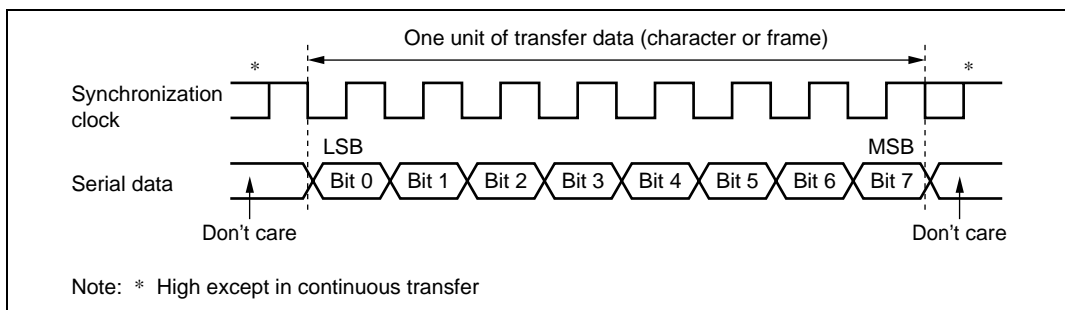 One unit of transfer data (character or frame)
* *
Synchronization
clock
LSB MSB
Serial data Bit 0 Bit 1 Bit 2 Bit 3 Bit 4 Bit 5 Bit 6 Bit 7
Don't care Don't care
Note: * High except in continuous transfer